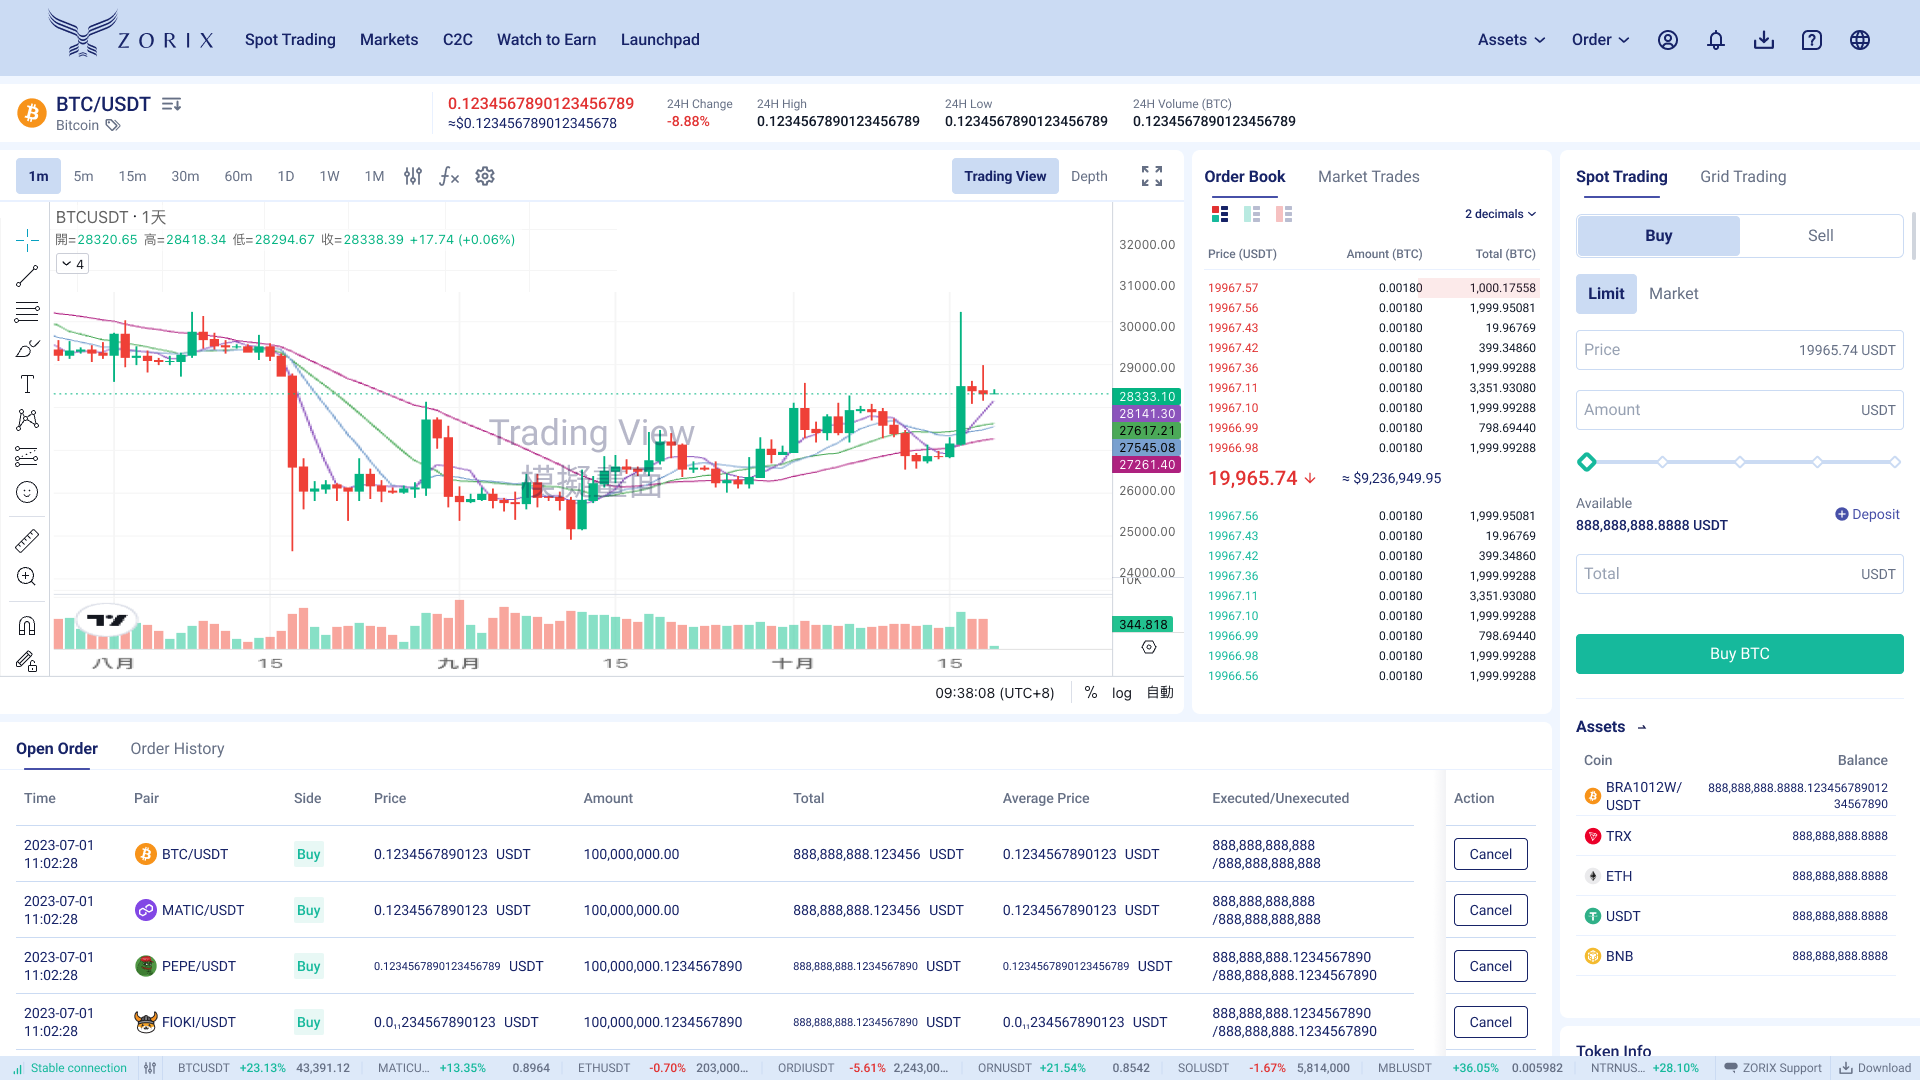 ZORIX Spot Trading Markets C2C Watch to Earn Launchpad Assets Order
BTC/USDT
Bitcoin
0.1234567890123456789
≈$0.123456789012345678
24H Change
-8.88%
24H High
0.1234567890123456789
24H Low
0.1234567890123456789
24H Volume (BTC)
0.1234567890123456789
1m 5m 15m 30m 60m 1D 1W 1M Trading View Depth
BTCUSDT · 1天
開=28320.65 高=28418.34 低=28294.67 收=28338.39 +17.74 (+0.06%)
4
Trading View
模擬畫面
32000.00
31000.00
30000.00
29000.00
28333.10
28141.30
27617.21
27545.08
27261.40
26000.00
25000.00
24000.00
10K
344.818
八月 15 九月 15 十月 15
09:38:08 (UTC+8) % log 自動
Order Book Market Trades
2 decimals
Price (USDT) Amount (BTC) Total (BTC)
19967.57 0.00180 1,000.17558
19967.56 0.00180 1,999.95081
19967.43 0.00180 19.96769
19967.42 0.00180 399.34860
19967.36 0.00180 1,999.99288
19967.11 0.00180 3,351.93080
19967.10 0.00180 1,999.99288
19966.99 0.00180 798.69440
19966.98 0.00180 1,999.99288
19,965.74 ≈ $9,236,949.95
19967.56 0.00180 1,999.95081
19967.43 0.00180 19.96769
19967.42 0.00180 399.34860
19967.36 0.00180 1,999.99288
19967.11 0.00180 3,351.93080
19967.10 0.00180 1,999.99288
19966.99 0.00180 798.69440
19966.98 0.00180 1,999.99288
19966.56 0.00180 1,999.99288
Spot Trading Grid Trading
Buy Sell
Limit Market
Price 19965.74 USDT
Amount USDT
Available
888,888,888.8888 USDT
Deposit
Total USDT
Buy BTC
Assets
Coin Balance
BRA1012W/
USDT
888,888,888.8888.123456789012
34567890
TRX 888,888,888.8888
ETH 888,888,888.8888
USDT 888,888,888.8888
BNB 888,888,888.8888
Token Info
Open Order Order History
Time Pair Side Price Amount Total Average Price Executed/Unexecuted Action
2023-07-01
11:02:28
BTC/USDT Buy 0.1234567890123 USDT 100,000,000.00 888,888,888.123456 USDT 0.1234567890123 USDT
888,888,888,888
/888,888,888,888
Cancel
2023-07-01
11:02:28
MATIC/USDT Buy 0.1234567890123 USDT 100,000,000.00 888,888,888.123456 USDT 0.1234567890123 USDT
888,888,888,888
/888,888,888,888
Cancel
2023-07-01
11:02:28
PEPE/USDT Buy 0.1234567890123456789 USDT 100,000,000.1234567890 888,888,888.1234567890 USDT 0.1234567890123456789 USDT
888,888,888.1234567890
/888,888,888.1234567890
Cancel
2023-07-01
11:02:28
FIOKI/USDT Buy 0.0₁₁234567890123 USDT 100,000,000.1234567890 888,888,888.1234567890 USDT 0.0₁₁234567890123 USDT
888,888,888.1234567890
/888,888,888.1234567890
Cancel
Stable connection BTCUSDT +23.13% 43,391.12 MATICU... +13.35% 0.8964 ETHUSDT -0.70% 203,000... ORDIUSDT -5.61% 2,243,00... ORNUSDT +21.54% 0.8542 SOLUSDT -1.67% 5,814,000 MBLUSDT +36.05% 0.005982 NTRNUS... +28.10% ZORIX Support Download